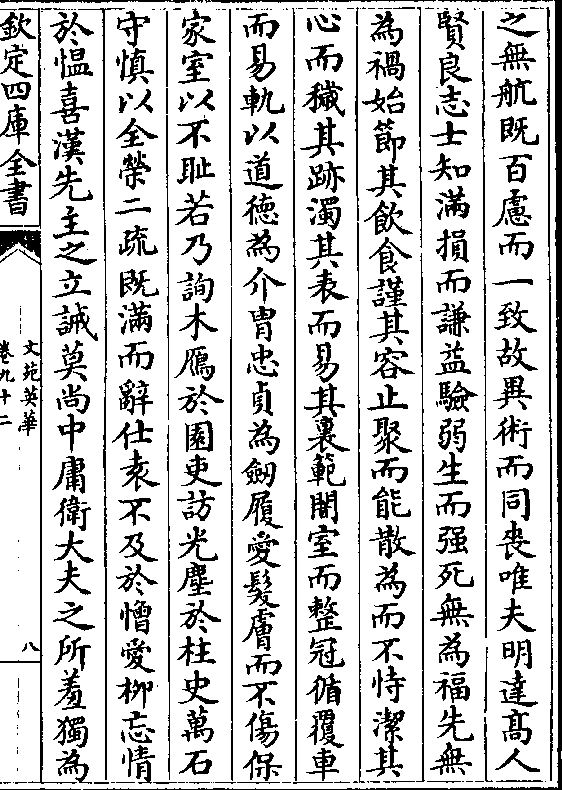 之無航既百慮而一致故異術而同喪唯夫明達髙人
賢良志士知滿損而謙益驗弱生而强死無為福先無
為禍始節其飲食謹其容止聚而能散為而不恃潔其
心而穢其跡濁其表而易其裏範闇室而整冠循覆車
而易軌以道德為介胄忠貞為劒履愛髮膚而不傷保
家室以不耻若乃詢木鴈於園吏訪光塵於柱史萬石
守慎以全榮二疏既滿而辭仕袁不及於憎愛柳忘情
於愠喜漢先主之立誡莫尚中庸衛大夫之所羞獨為
欽定四庫全書
文苑英華
卷九十二
八